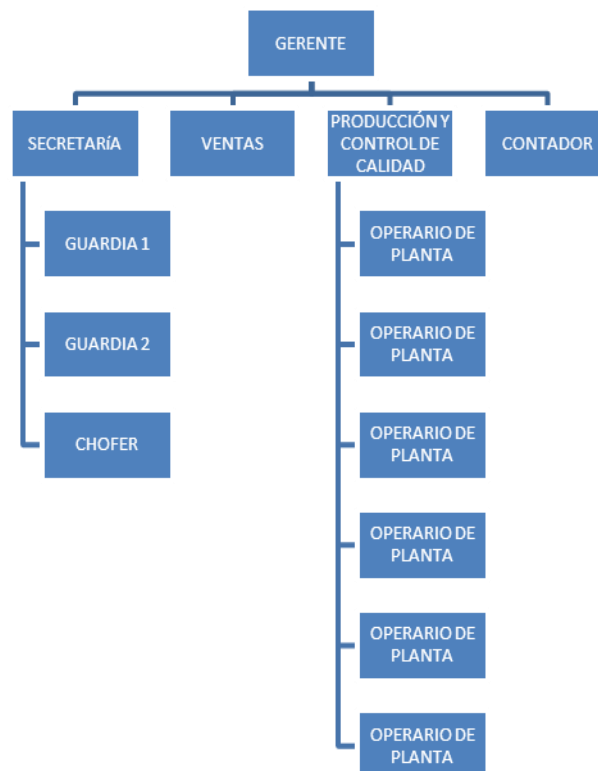 GERENTE
SECRETARíA
VENTAS
PRODUCCIÓN Y
CONTROL DE
CALIDAD
CONTADOR
GUARDIA 1
GUARDIA 2
CHOFER
OPERARIO DE
PLANTA
OPERARIO DE
PLANTA
OPERARIO DE
PLANTA
OPERARIO DE
PLANTA
OPERARIO DE
PLANTA
OPERARIO DE
PLANTA